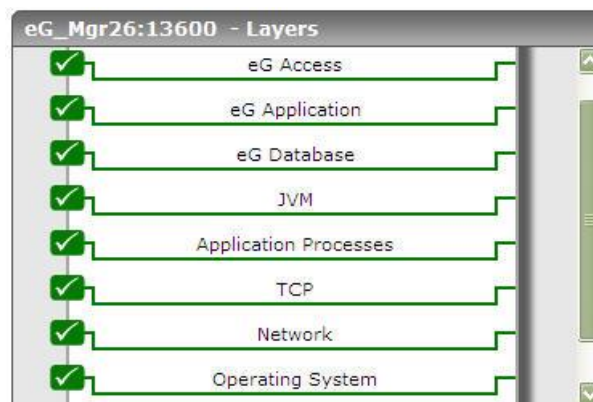 eG_Mgr26:13600 - Layers
eG Access
eG Application
eG Database
JVM
Application Processes
TCP
Network
Operating System